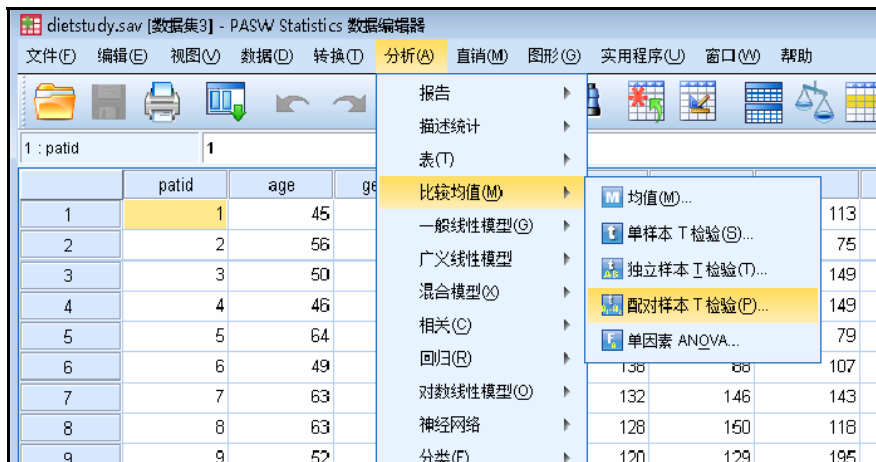 dietstudy.sav [数据集3] - PASW Statistics 数据编辑器
文件(F) 编辑(E) 视图(V) 数据(D) 转换(T) 分析(A) 直销(M) 图形(G) 实用程序(U) 窗口(W) 帮助
1 : patid 1
patid age ge
1 1 45 113
2 2 56 75
3 3 50 149
4 4 46 149
5 5 64 79
6 6 49 138 88 107
7 7 63 132 146 143
8 8 63 128 150 118
9 9 52 120 129 195
报告
描述统计
表(T)
比较均值(M)
一般线性模型(G)
广义线性模型
混合模型(X)
相关(C)
回归(R)
对数线性模型(O)
神经网络
分类(F)
均值(M)...
单样本 T 检验(S)...
独立样本 T 检验(T)...
配对样本 T 检验(P)...
单因素 ANOVA...